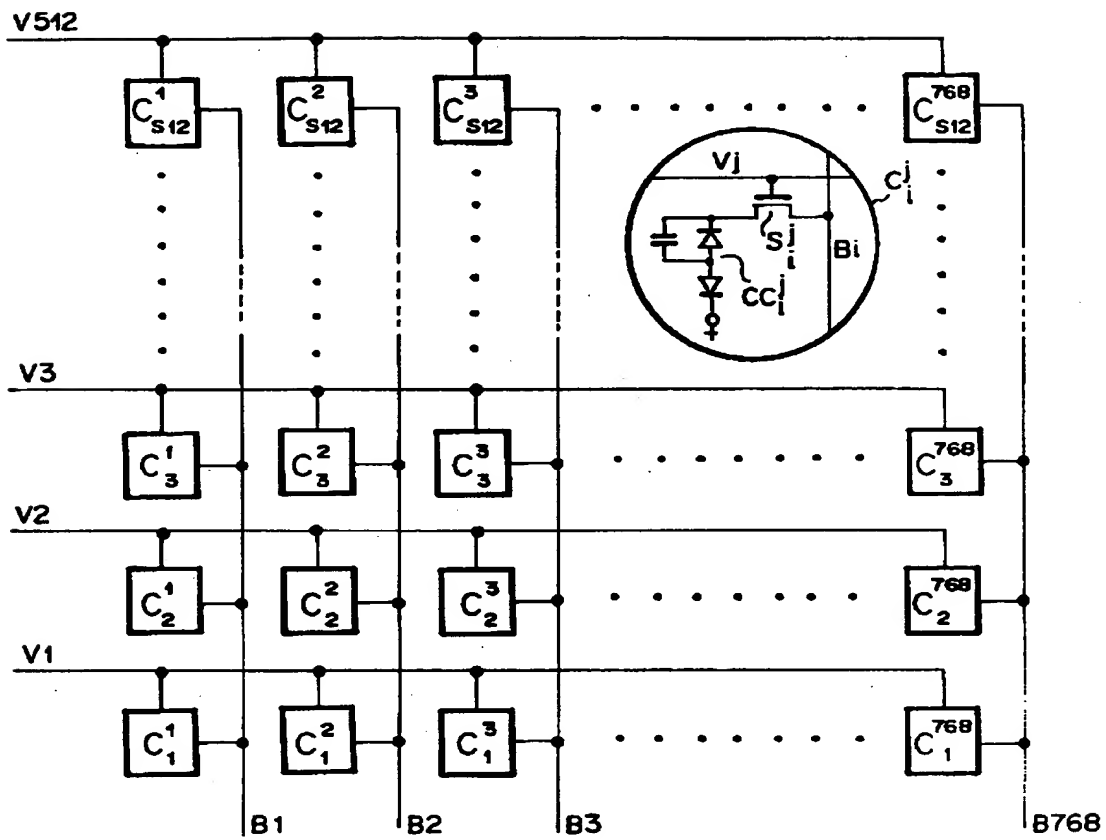 V512
C¹S12 C²S12 C³S12 C⁷⁶⁸S12
Vj
Cʲi
Sʲi
Bi
CCʲi
+
V3
C¹3 C²3 C³3 C⁷⁶⁸3
V2
C¹2 C²2 C³2 C⁷⁶⁸2
V1
C¹1 C²1 C³1 C⁷⁶⁸1
B1 B2 B3 B768